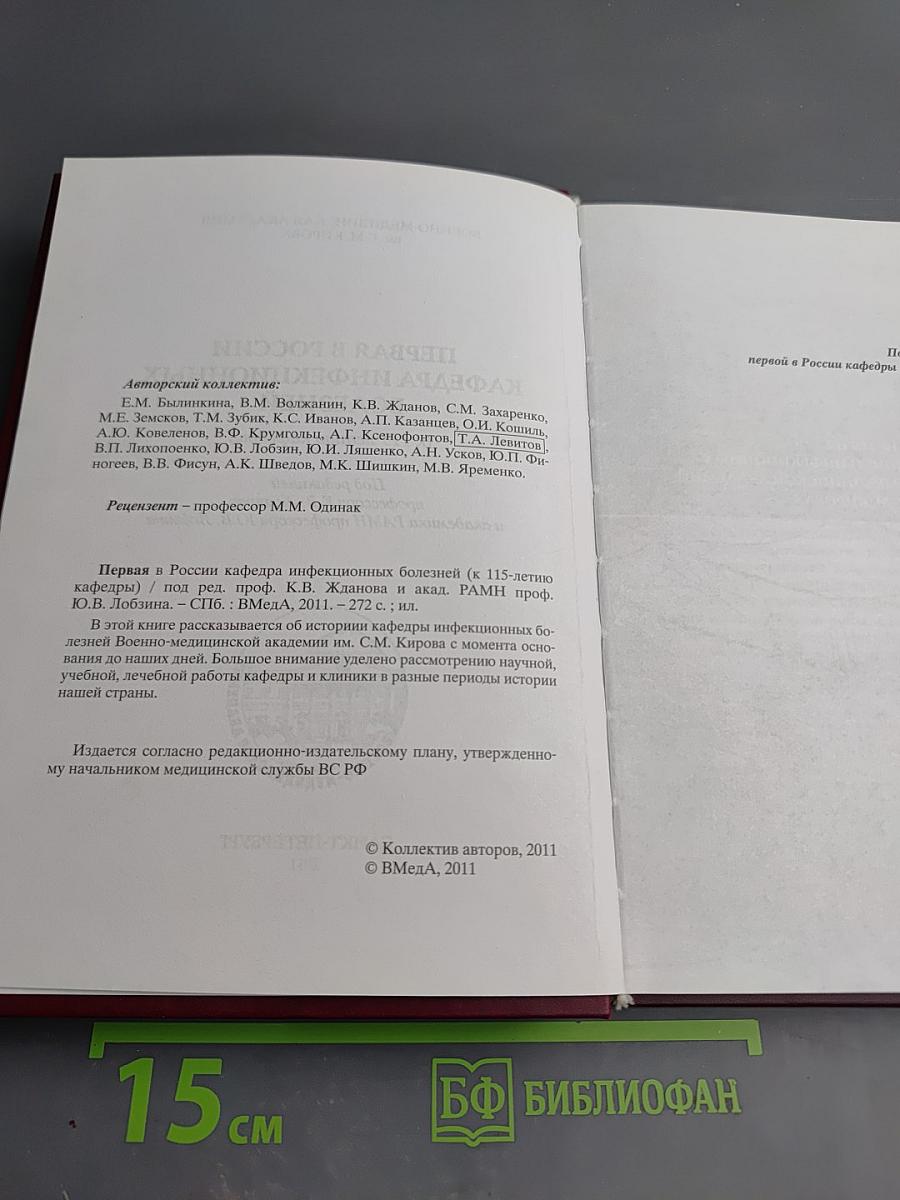 Авторский коллектив:
Е.М. Былинкина, В.М. Волжанин, К.В. Жданов, С.М. Захаренко,
М.Е. Земсков, Т.М. Зубик, К.С. Иванов, А.П. Казанцев, О.И. Кошиль,
А.Ю. Ковеленов, В.Ф. Крумгольц, А.Г. Ксенофонтов, Т.А. Левитов,
В.П. Лихопоенко, Ю.В. Лобзин, Ю.И. Ляшенко, А.Н. Усков, Ю.П. Фи-
ногеев, В.В. Фисун, А.К. Шведов, М.К. Шишкин, М.В. Яременко.
Рецензент – профессор М.М. Одинак
Первая в России кафедра инфекционных болезней (к 115-летию
кафедры) / под ред. проф. К.В. Жданова и акад. РАМН проф.
Ю.В. Лобзина. – СПб. : ВМедА, 2011. – 272 с. ; ил.
В этой книге рассказывается об историии кафедры инфекционных бо-
лезней Военно-медицинской академии им. С.М. Кирова с момента осно-
вания до наших дней. Большое внимание уделено рассмотрению научной,
учебной, лечебной работы кафедры и клиники в разные периоды истории
нашей страны.
Издается согласно редакционно-издательскому плану, утвержденно-
му начальником медицинской службы ВС РФ
© Коллектив авторов, 2011
© ВМедА, 2011
первой в России кафедры
15 см
БФ БИБЛИОФАН